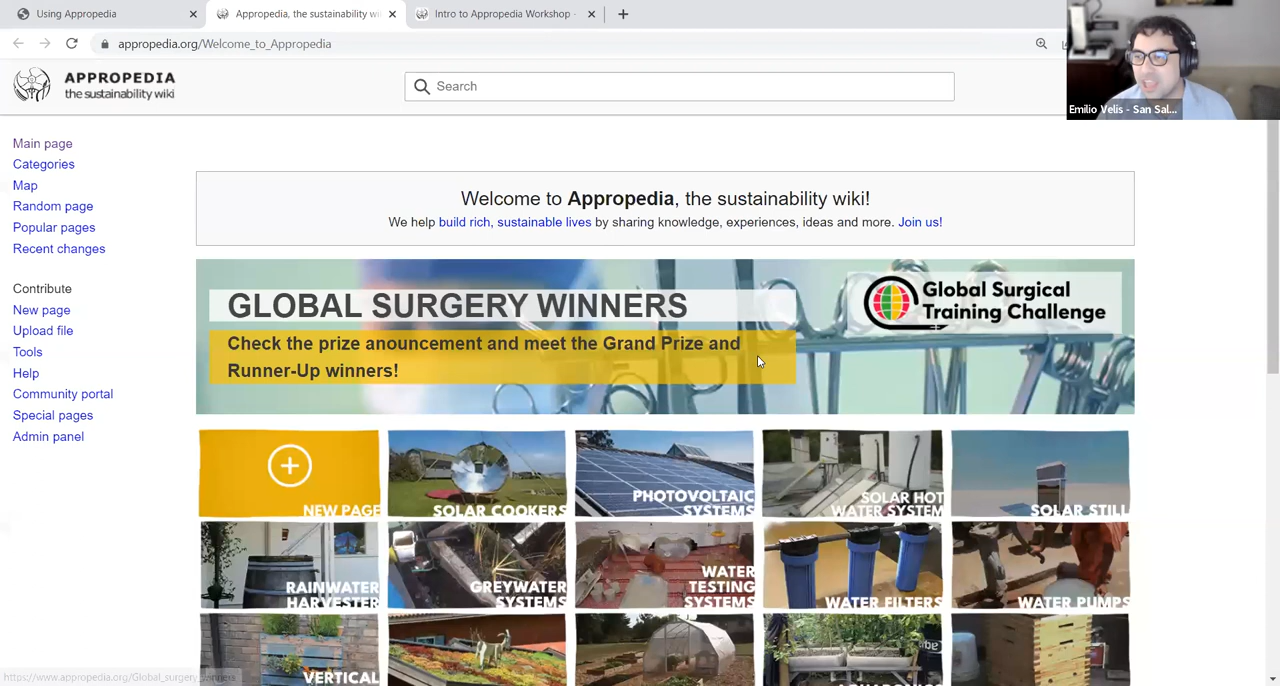 Using Appropedia
Appropedia, the sustainability wi
Intro to Appropedia Workshop -
appropedia.org/Welcome_to_Appropedia
Emilio Velis - San Sal...
APPROPEDIA
the sustainability wiki
Search
Main page
Categories
Map
Random page
Popular pages
Recent changes
Contribute
New page
Upload file
Tools
Help
Community portal
Special pages
Admin panel
Welcome to Appropedia, the sustainability wiki!
We help build rich, sustainable lives by sharing knowledge, experiences, ideas and more. Join us!
GLOBAL SURGERY WINNERS
Check the prize anouncement and meet the Grand Prize and
Runner-Up winners!
Global Surgical
Training Challenge
NEW PAGE
SOLAR COOKERS
PHOTOVOLTAIC
SYSTEMS
SOLAR HOT
WATER SYSTEM
SOLAR STILL
RAINWATER
HARVESTER
GREYWATER
SYSTEMS
WATER
TESTING
SYSTEMS
WATER FILTERS
WATER PUMPS
VERTICAL
AQUAPONICS
https://www.appropedia.org/Global_surgery_winners